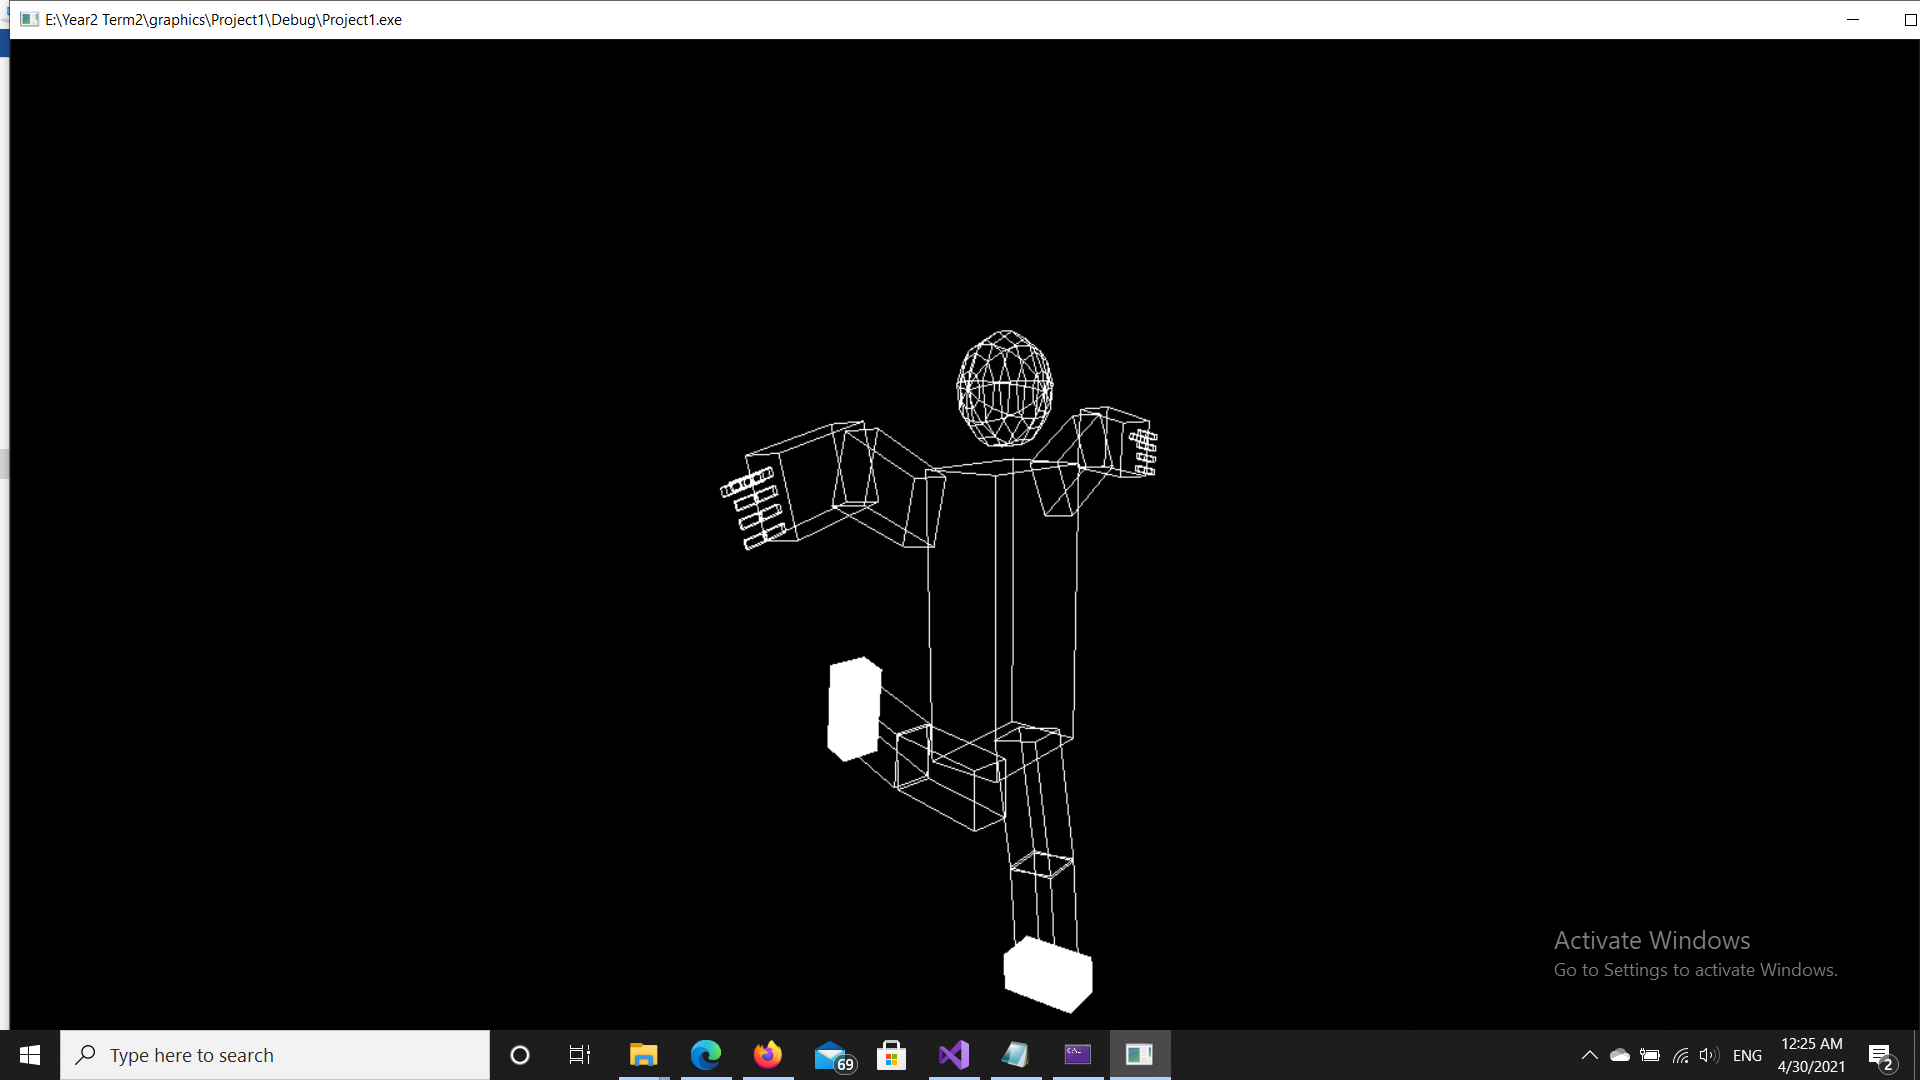 E:\Year2 Term2\graphics\Project1\Debug\Project1.exe
Activate Windows
Go to Settings to activate Windows.
Type here to search
69
ENG
12:25 AM
4/30/2021
2